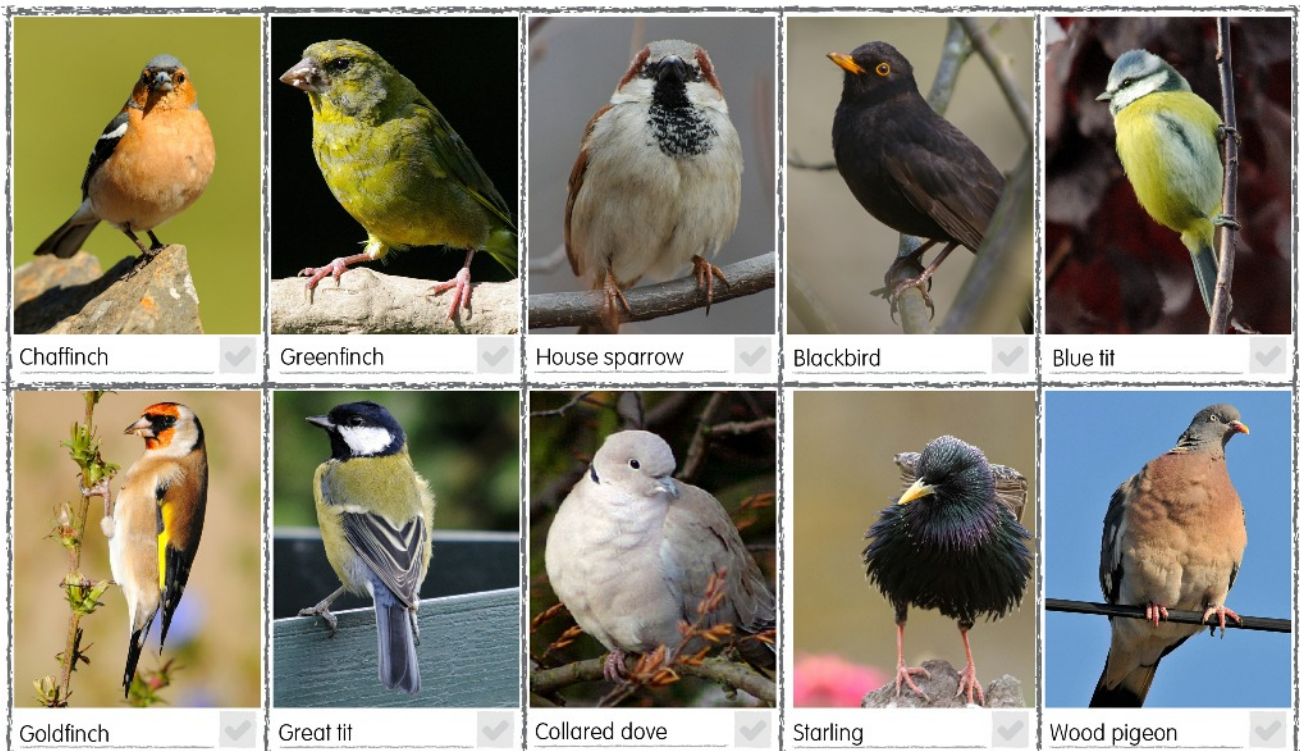 Chaffinch
Greenfinch
House sparrow
Blackbird
Blue tit
Goldfinch
Great tit
Collared dove
Starling
Wood pigeon